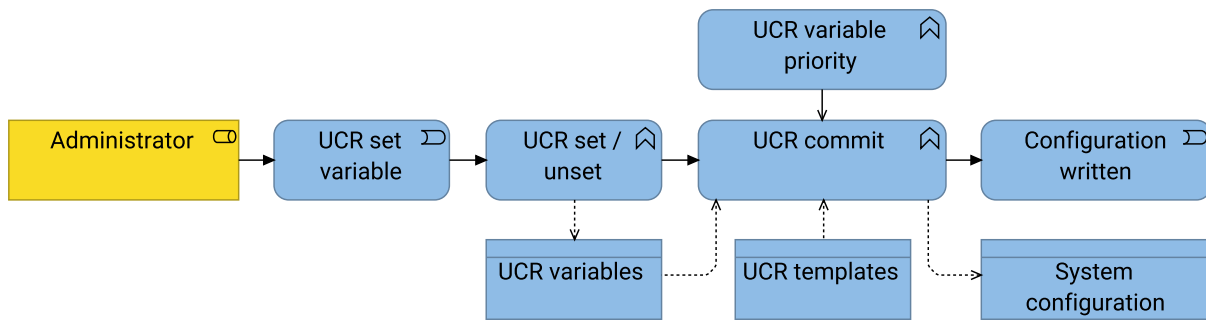 UCR variable
priority
Administrator
UCR set
variable
UCR set /
unset
UCR commit
Configuration
written
UCR variables
UCR templates
System
configuration